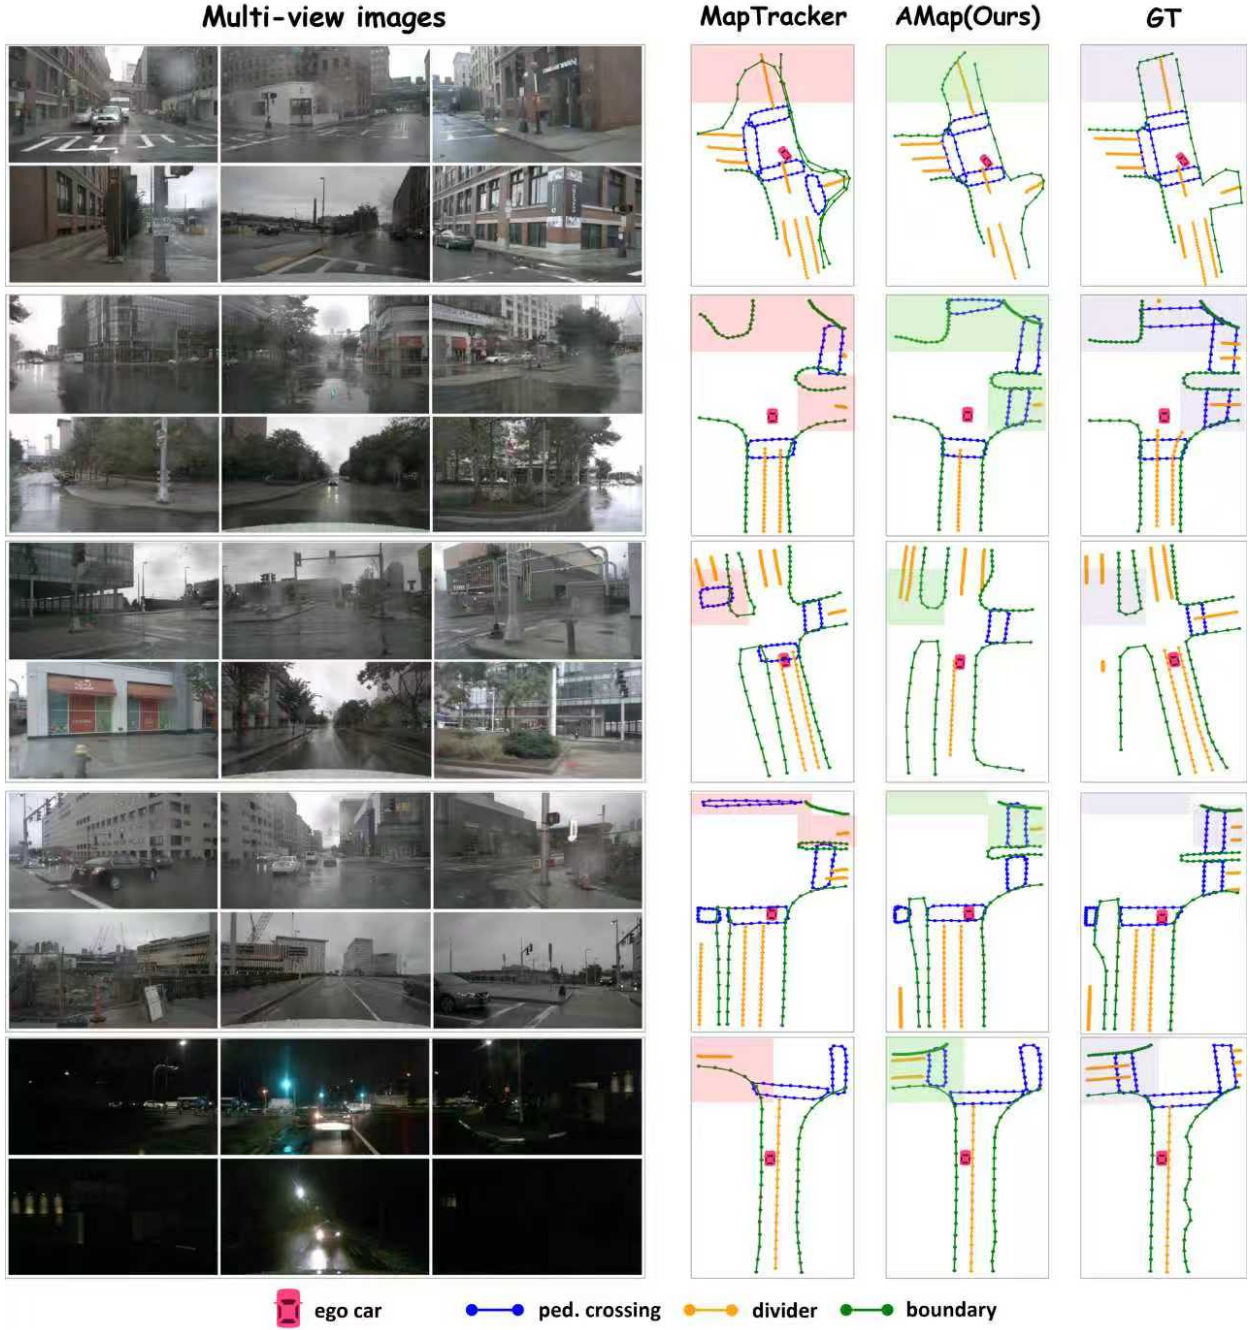 Multi-view images
MapTracker
AMap(Ours)
GT
ego car
ped. crossing
divider
boundary